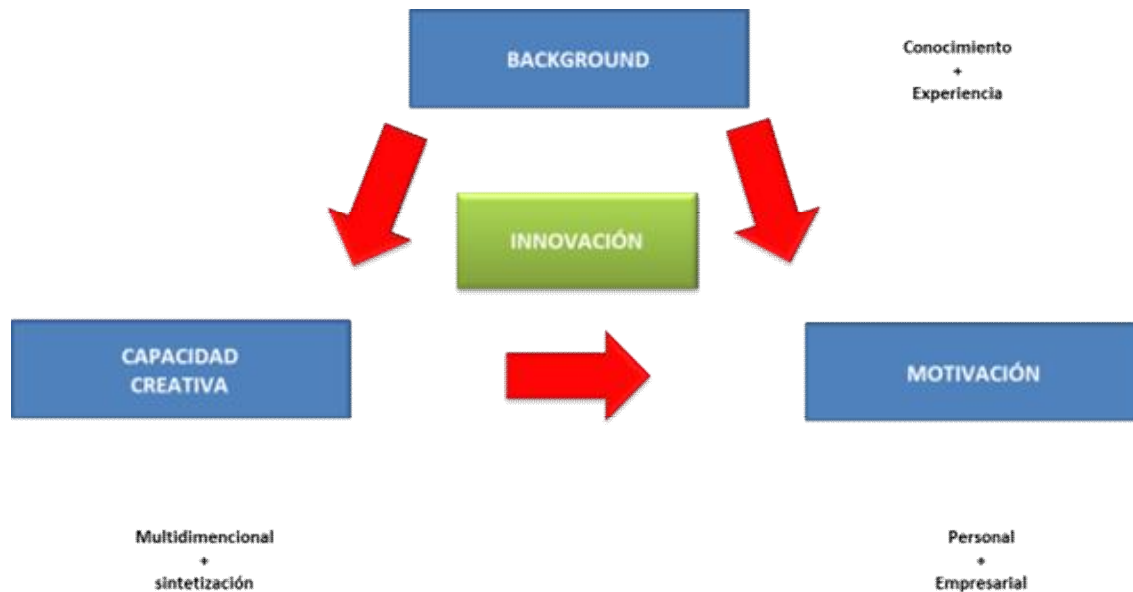 BACKGROUND
Conocimiento
+
Experiencia
INNOVACIÓN
CAPACIDAD
CREATIVA
MOTIVACIÓN
Multidimencional
+
sintetización
Personal
+
Empresarial